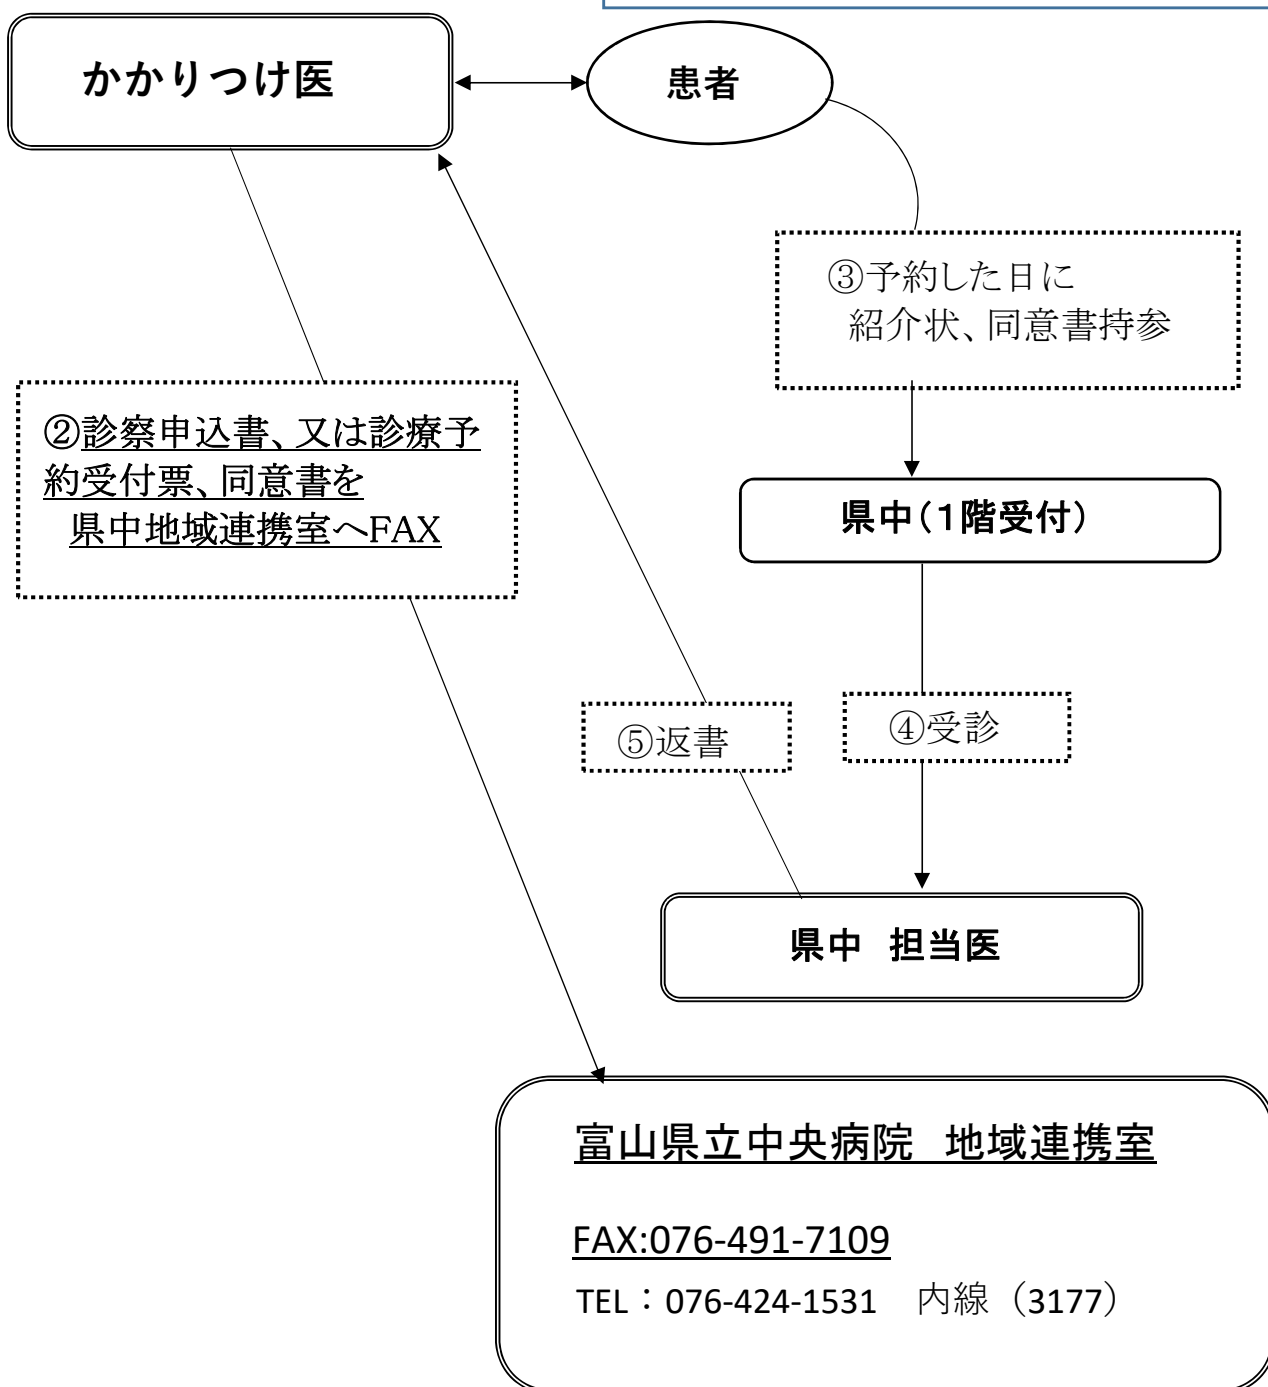 かかりつけ医
患者
③予約した日に
紹介状、同意書持参
②診察申込書、又は診療予
約受付票、同意書を
県中地域連携室へFAX
県中(1階受付)
⑤返書
④受診
県中 担当医
富山県立中央病院 地域連携室
FAX:076-491-7109
TEL:076-424-1531 内線(3177)